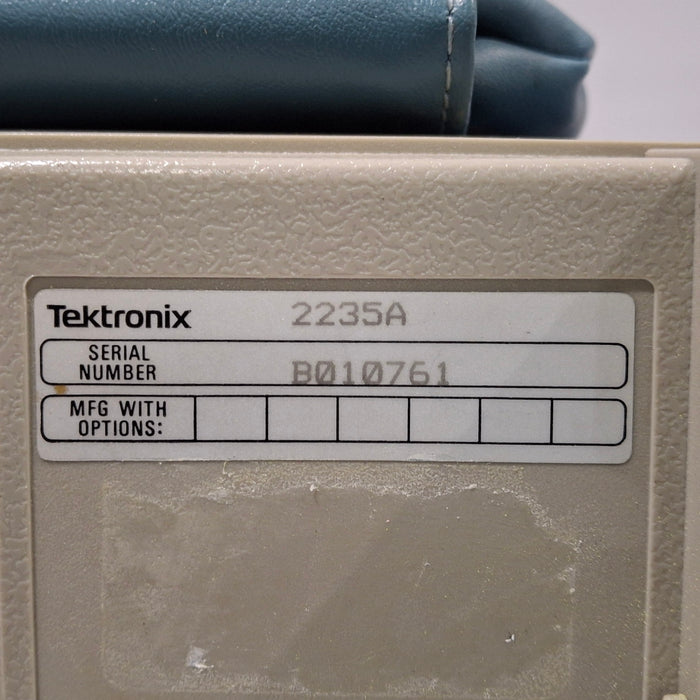 Tektronix 2235A
SERIAL
NUMBER B010761
MFG WITH
OPTIONS: